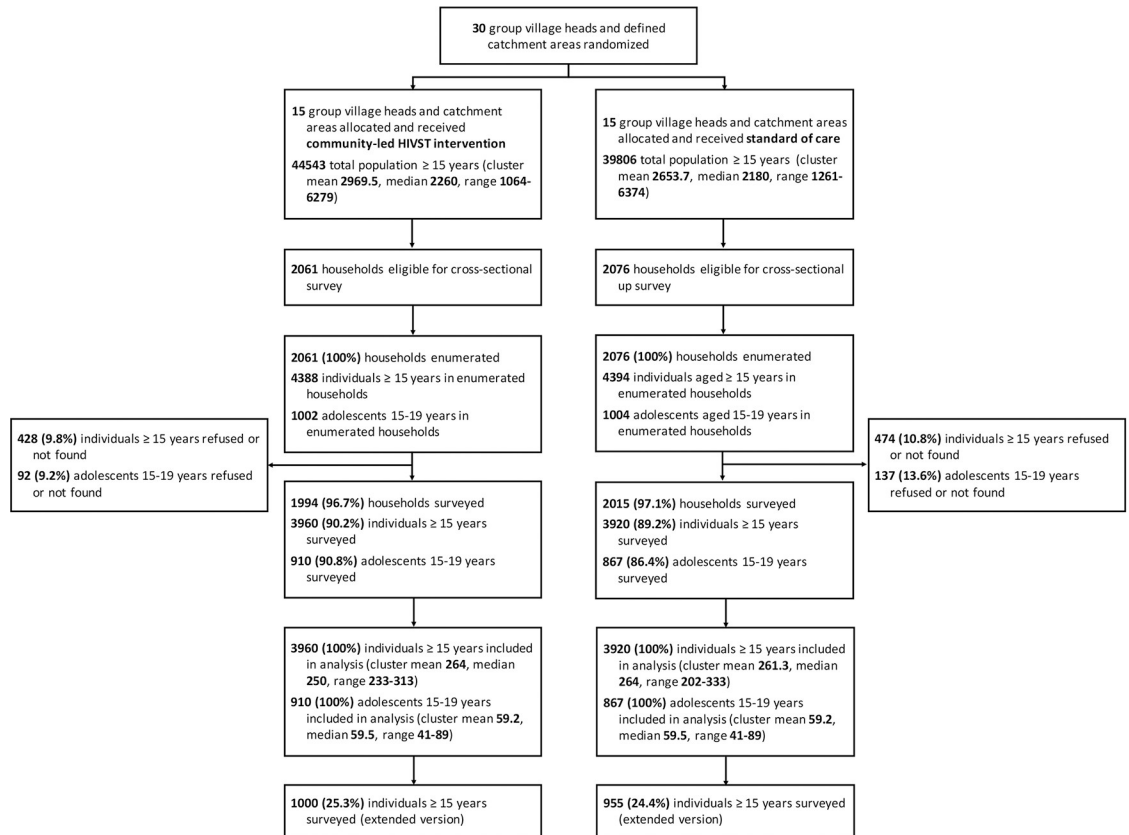 30 group village heads and defined
catchment areas randomized
15 group village heads and catchment
areas allocated and received
community-led HIVST intervention
44543 total population ≥ 15 years (cluster
mean 2969.5, median 2260, range 1064-
6279)
15 group village heads and catchment areas
allocated and received standard of care
39806 total population ≥ 15 years (cluster
mean 2653.7, median 2180, range 1261-
6374)
2061 households eligible for cross-sectional
survey
2076 households eligible for cross-sectional
up survey
2061 (100%) households enumerated
4388 individuals ≥ 15 years in enumerated
households
1002 adolescents 15-19 years in
enumerated households
2076 (100%) households enumerated
4394 individuals aged ≥ 15 years in
enumerated households
1004 adolescents aged 15-19 years in
enumerated households
428 (9.8%) individuals ≥ 15 years refused or
not found
92 (9.2%) adolescents 15-19 years refused
or not found
474 (10.8%) individuals ≥ 15 years refused
or not found
137 (13.6%) adolescents 15-19 years
refused or not found
1994 (96.7%) households surveyed
3960 (90.2%) individuals ≥ 15 years
surveyed
910 (90.8%) adolescents 15-19 years
surveyed
2015 (97.1%) households surveyed
3920 (89.2%) individuals ≥ 15 years
surveyed
867 (86.4%) adolescents 15-19 years
surveyed
3960 (100%) individuals ≥ 15 years included
in analysis (cluster mean 264, median
250, range 233-313)
910 (100%) adolescents 15-19 years
included in analysis (cluster mean 59.2,
median 59.5, range 41-89)
3920 (100%) individuals ≥ 15 years included
in analysis (cluster mean 261.3, median
264, range 202-333)
867 (100%) adolescents 15-19 years
included in analysis (cluster mean 59.2,
median 59.5, range 41-89)
1000 (25.3%) individuals ≥ 15 years
surveyed (extended version)
955 (24.4%) individuals ≥ 15 years surveyed
(extended version)